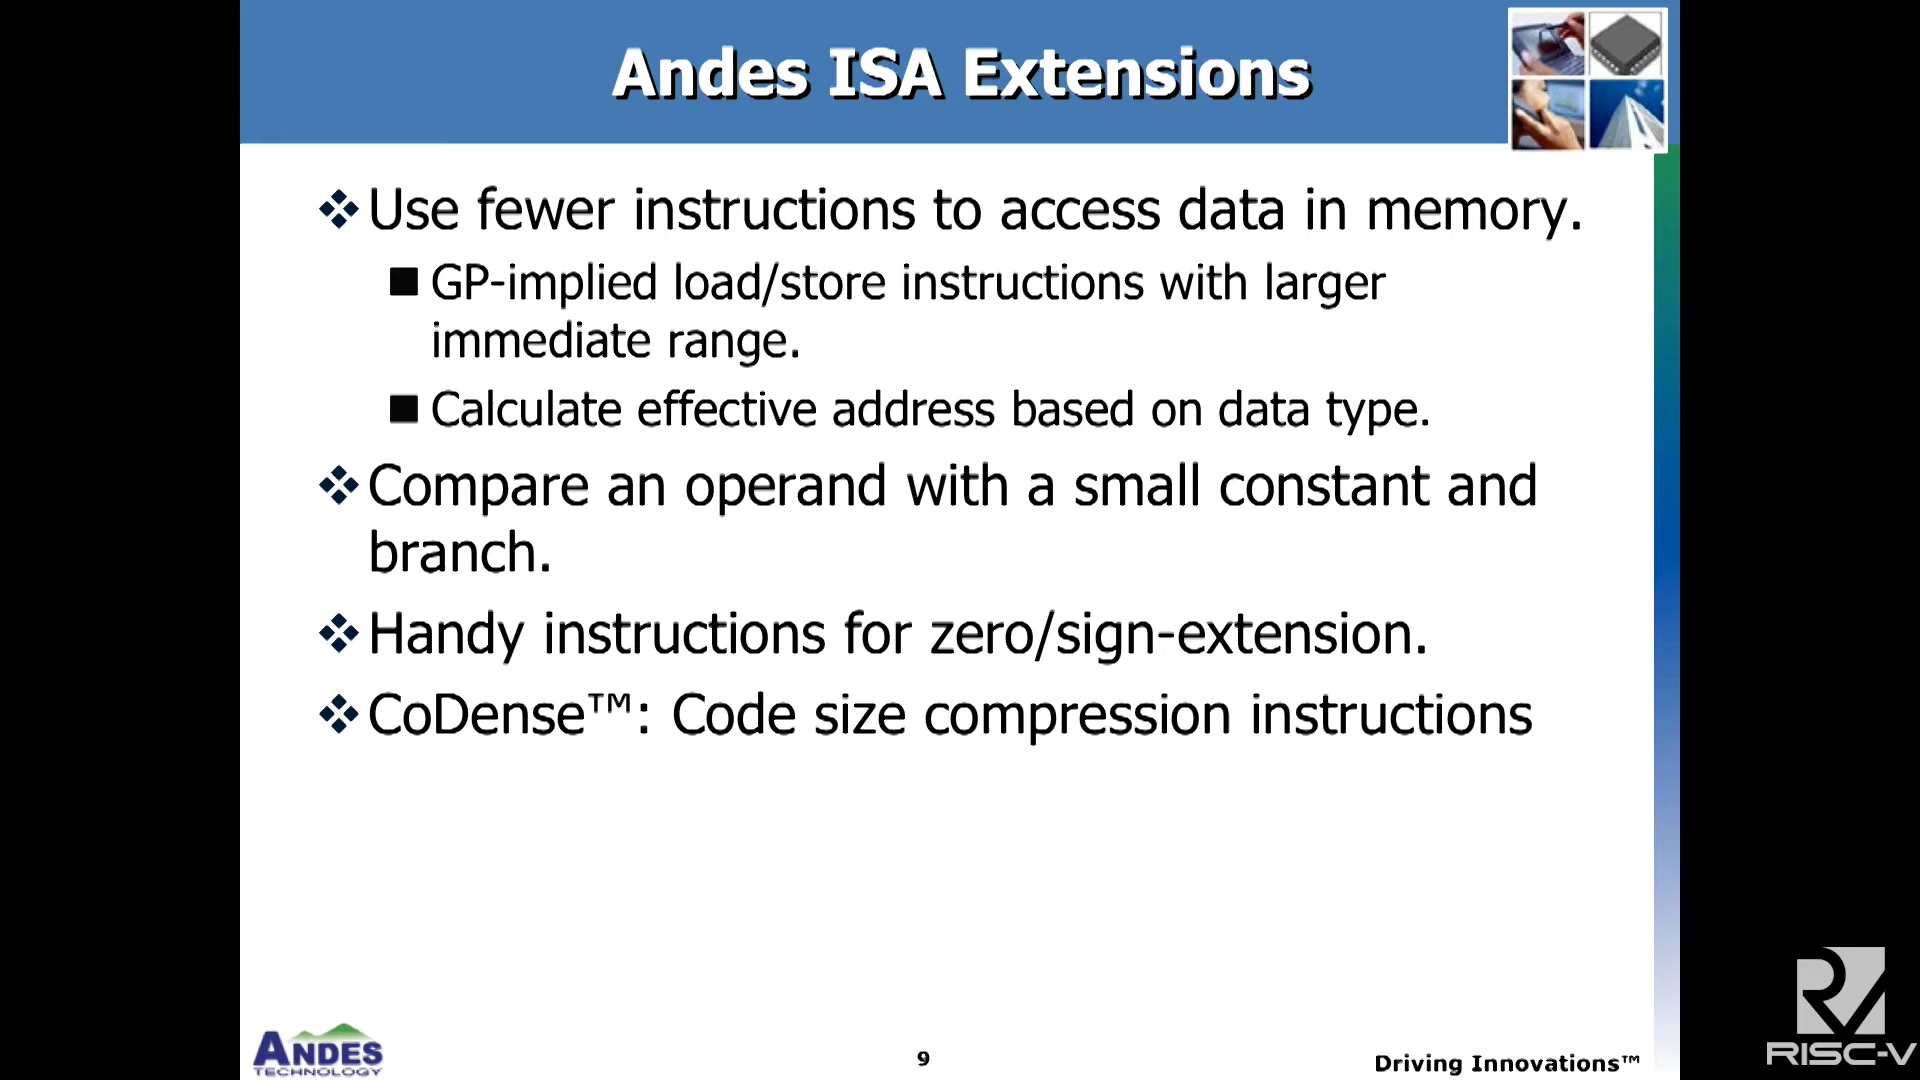 Andes ISA Extensions
Use fewer instructions to access data in memory.
GP-implied load/store instructions with larger
immediate range.
Calculate effective address based on data type.
Compare an operand with a small constant and
branch.
Handy instructions for zero/sign-extension.
CoDense™: Code size compression instructions
ANDES
TECHNOLOGY
9
Driving Innovations™
RISC-V